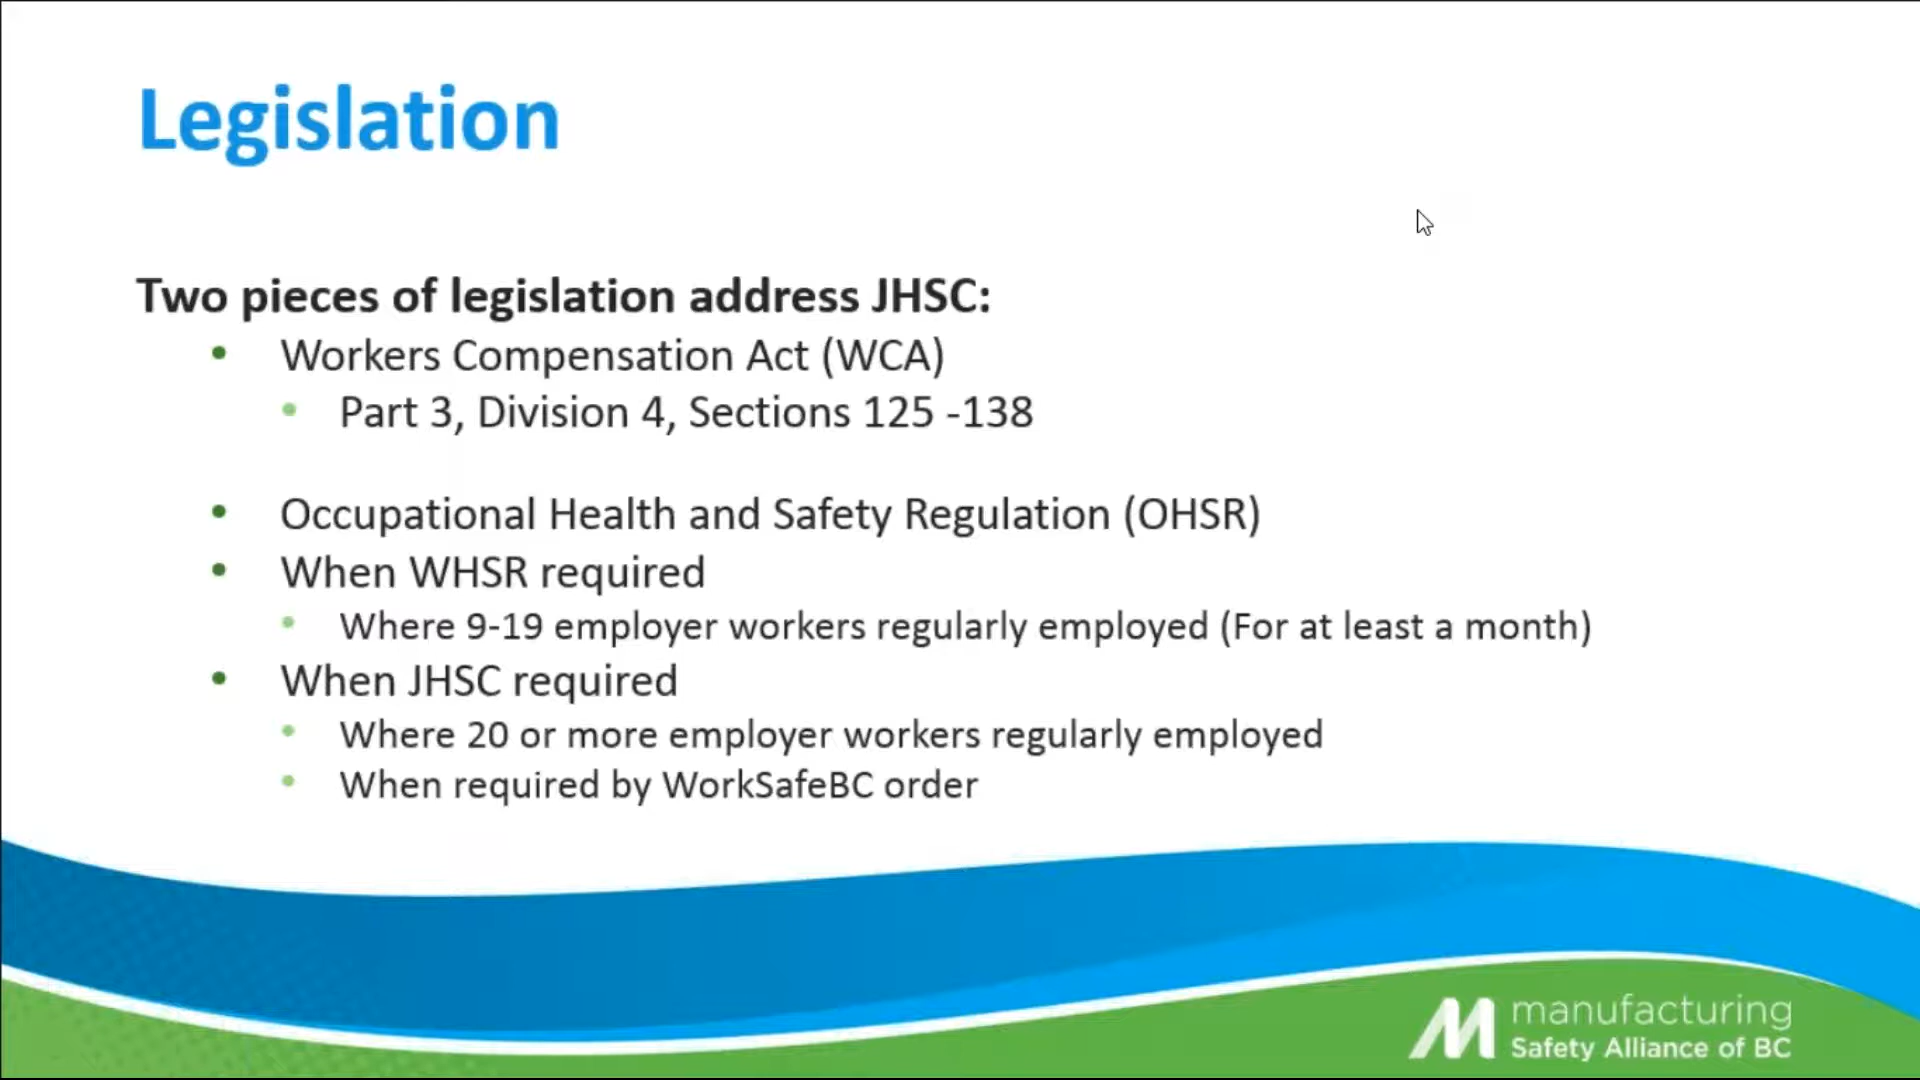 Legislation
Two pieces of legislation address JHSC:
• Workers Compensation Act (WCA)
• Part 3, Division 4, Sections 125 -138
• Occupational Health and Safety Regulation (OHSR)
• When WHSR required
• Where 9-19 employer workers regularly employed (For at least a month)
• When JHSC required
• Where 20 or more employer workers regularly employed
• When required by WorkSafeBC order
manufacturing
Safety Alliance of BC